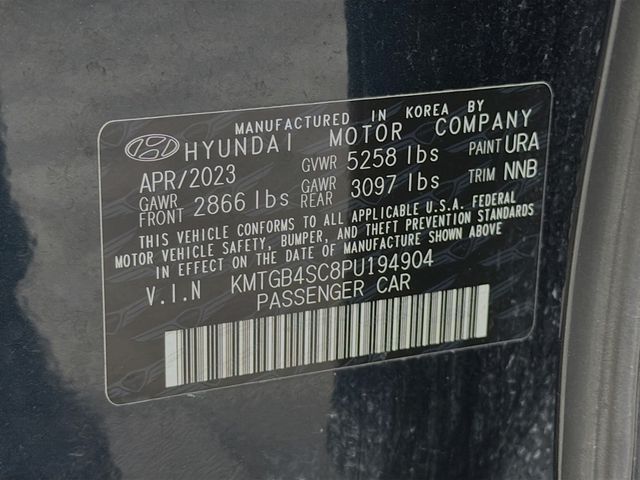 MANUFACTURED IN KOREA BY
HYUNDAI MOTOR COMPANY
APR/2023 GVWR 5258 lbs PAINT URA
GAWR FRONT 2866 lbs GAWR REAR 3097 lbs TRIM NNB
THIS VEHICLE CONFORMS TO ALL APPLICABLE U.S.A. FEDERAL
MOTOR VEHICLE SAFETY, BUMPER, AND THEFT PREVENTION STANDARDS
IN EFFECT ON THE DATE OF MANUFACTURE SHOWN ABOVE
V.I.N KMTGB4SC8PU194904
PASSENGER CAR